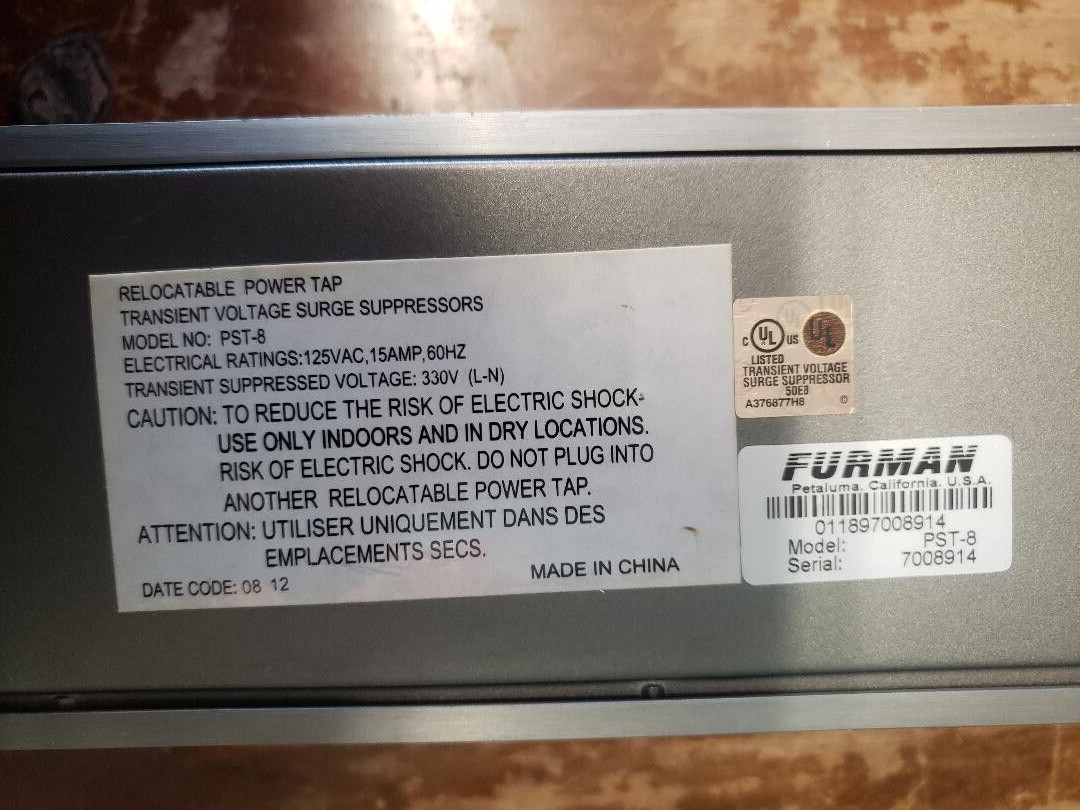 RELOCATABLE POWER TAP
TRANSIENT VOLTAGE SURGE SUPPRESSORS
MODEL NO: PST-8
ELECTRICAL RATINGS:125VAC,15AMP,60HZ
TRANSIENT SUPPRESSED VOLTAGE: 330V (L-N)
CAUTION: TO REDUCE THE RISK OF ELECTRIC SHOCK-
USE ONLY INDOORS AND IN DRY LOCATIONS.
RISK OF ELECTRIC SHOCK. DO NOT PLUG INTO
ANOTHER RELOCATABLE POWER TAP.
ATTENTION: UTILISER UNIQUEMENT DANS DES
EMPLACEMENTS SECS.
DATE CODE: 08 12
MADE IN CHINA
C UL US UL
LISTED
TRANSIENT VOLTAGE
SURGE SUPPRESSOR
50E8
A376877H8 ©
FURMAN
Petaluma, California, U.S.A.
011897008914
Model: PST-8
Serial: 7008914